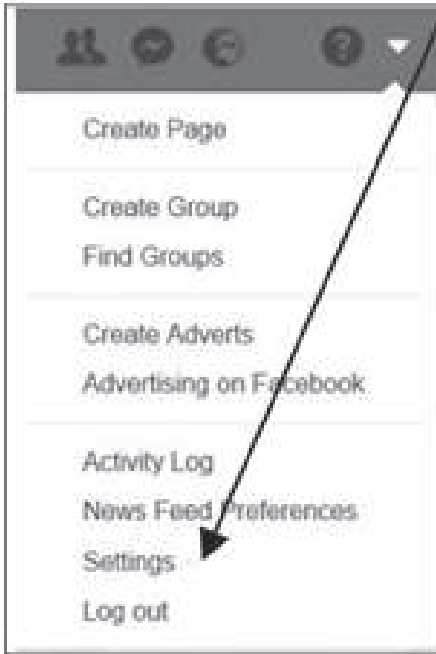 Create Page
Create Group
Find Groups
Create Adverts
Advertising on Facebook
Activity Log
News Feed Preferences
Settings
Log out